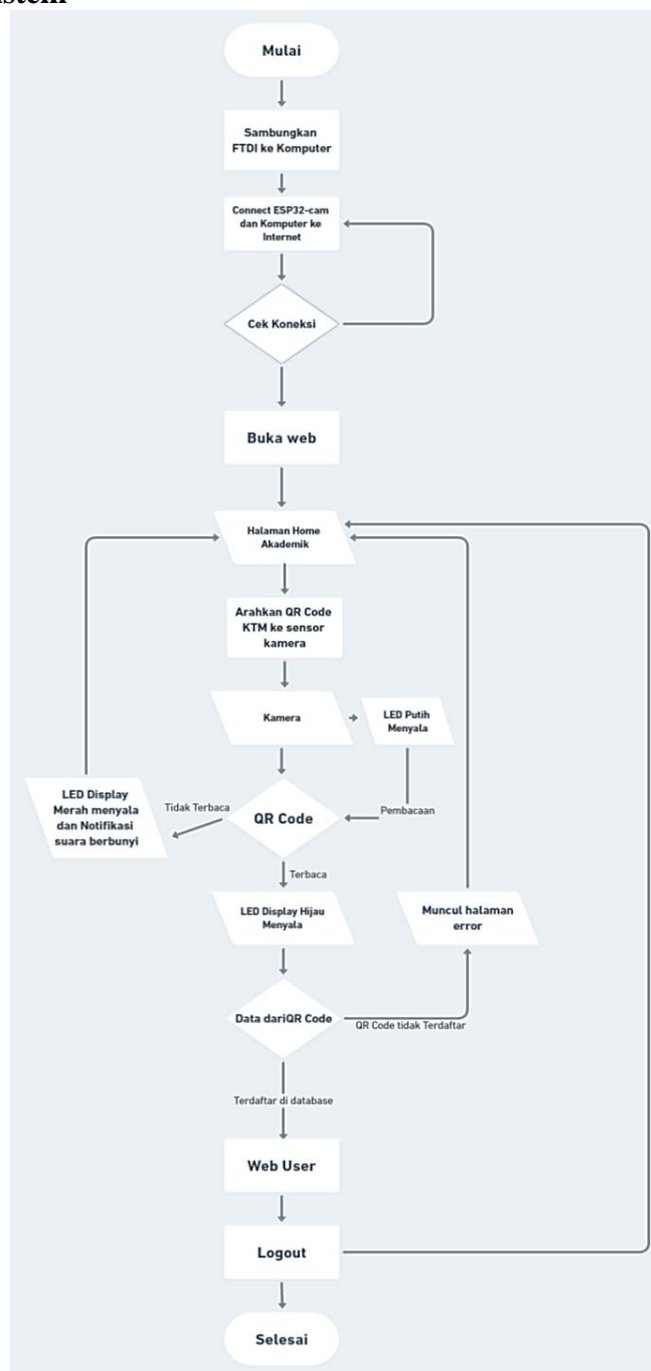 Mulai
Sambungkan
FTDI ke Komputer
Connect ESP32-cam
dan Komputer ke
Internet
Cek Koneksi
Buka web
Halaman Home
Akademik
Arahkan QR Code
KTM ke sensor
kamera
Kamera
LED Putih
Menyala
LED Display
Merah menyala
dan Notifikasi
suara berbunyi
Tidak Terbaca
QR Code
Pembacaan
Terbaca
LED Display Hijau
Menyala
Muncul halaman
error
Data dariQR Code
QR Code tidak Terdaftar
Terdaftar di database
Web User
Logout
Selesai